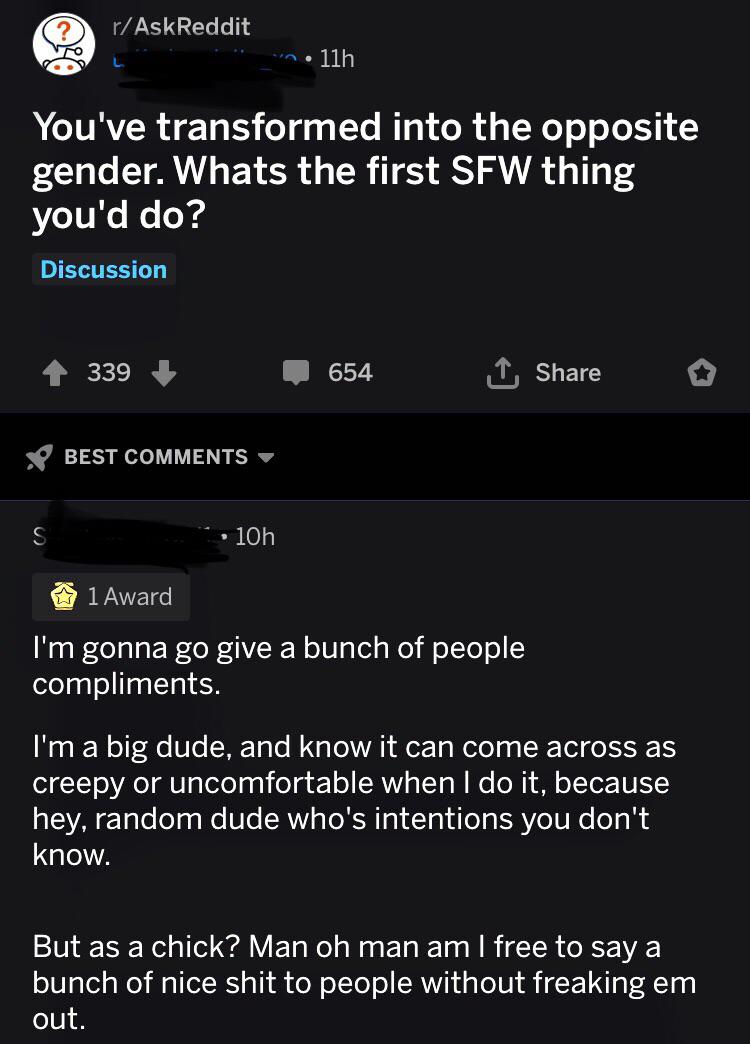 r/AskReddit
• 11h
You've transformed into the opposite
gender. Whats the first SFW thing
you'd do?
Discussion
339
654
Share
BEST COMMENTS
• 10h
1 Award
I'm gonna go give a bunch of people
compliments.
I'm a big dude, and know it can come across as
creepy or uncomfortable when I do it, because
hey, random dude who's intentions you don't
know.
But as a chick? Man oh man am I free to say a
bunch of nice shit to people without freaking em
out.